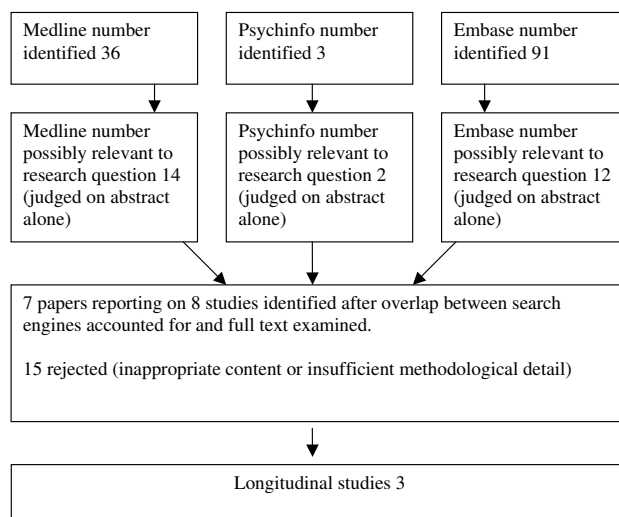 Medline number
identified 36
Psychinfo number
identified 3
Embase number
identified 91
Medline number
possibly relevant to
research question 14
(judged on abstract
alone)
Psychinfo number
possibly relevant to
research question 2
(judged on abstract
alone)
Embase number
possibly relevant to
research question 12
(judged on abstract
alone)
7 papers reporting on 8 studies identified after overlap between search
engines accounted for and full text examined.
15 rejected (inappropriate content or insufficient methodological detail)
Longitudinal studies 3